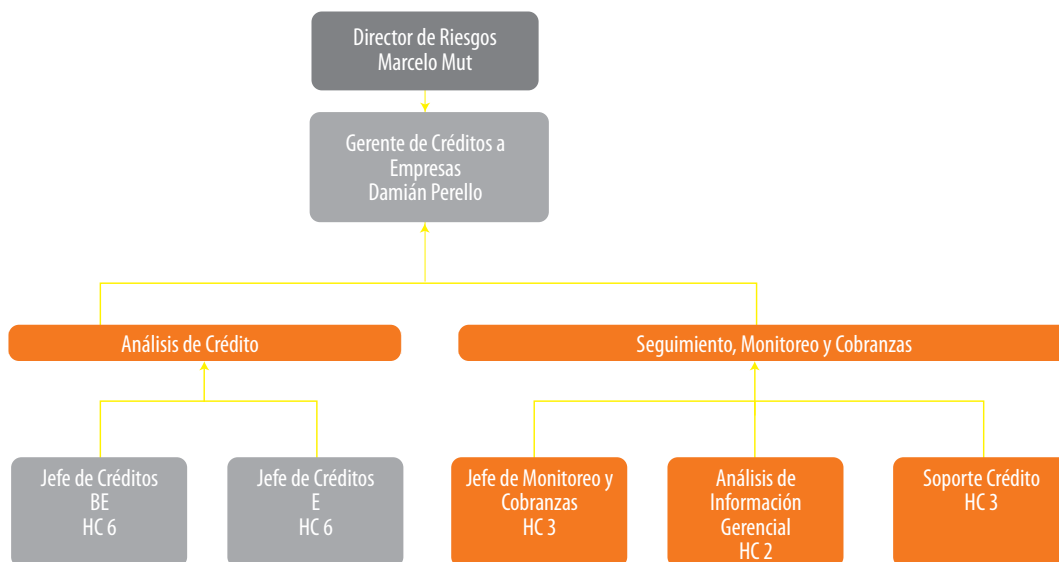 Director de Riesgos
Marcelo Mut
Gerente de Créditos a
Empresas
Damián Perello
Análisis de Crédito
Seguimiento, Monitoreo y Cobranzas
Jefe de Créditos
BE
HC 6
Jefe de Créditos
E
HC 6
Jefe de Monitoreo y
Cobranzas
HC 3
Análisis de
Información
Gerencial
HC 2
Soporte Crédito
HC 3